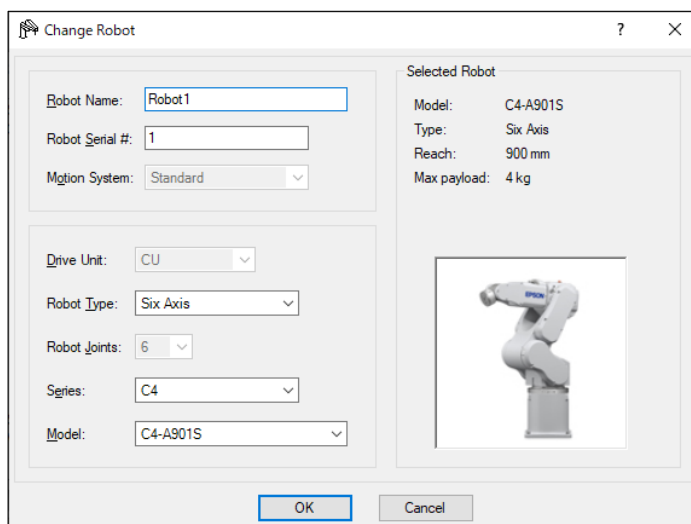 Change Robot
?
Robot Name: Robot1
Robot Serial #: 1
Motion System: Standard
Drive Unit: CU
Robot Type: Six Axis
Robot Joints: 6
Series: C4
Model: C4-A901S
Selected Robot
Model: C4-A901S
Type: Six Axis
Reach: 900 mm
Max payload: 4 kg
EPSON
OK
Cancel